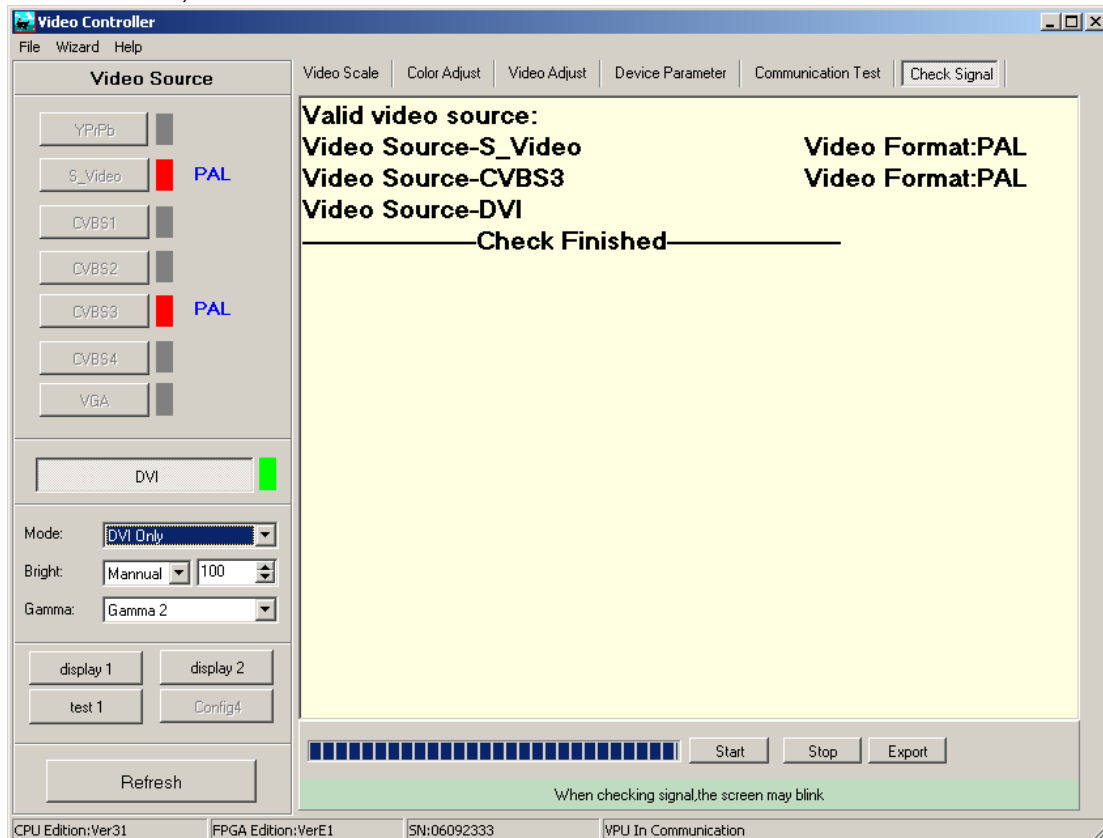 Video Controller
File Wizard Help
Video Source
Video Scale Color Adjust Video Adjust Device Parameter Communication Test Check Signal
YPrPb
S_Video PAL
CVBS1
CVBS2
CVBS3 PAL
CVBS4
VGA
DVI
Mode: DVI Only
Bright: Mannual 100
Gamma: Gamma 2
display 1 display 2
test 1 Config4
Refresh
Valid video source:
Video Source-S_Video Video Format:PAL
Video Source-CVBS3 Video Format:PAL
Video Source-DVI
Check Finished
Start Stop Export
When checking signal,the screen may blink
CPU Edition:Ver31 FPGA Edition:VerE1 SN:06092333 VPU In Communication